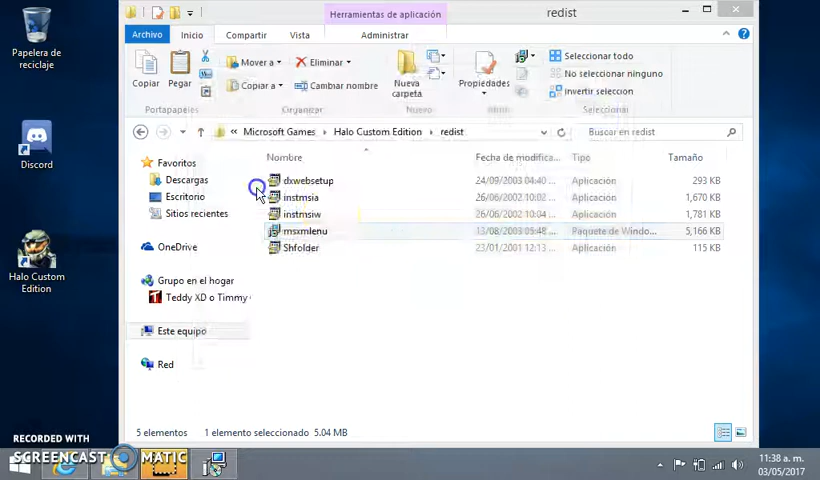 Papelera de reciclaje
Discord
Halo Custom Edition
Herramientas de aplicación
redist
Archivo
Inicio
Compartir
Vista
Administrar
Copiar
Pegar
Mover a
Copiar a
Eliminar
Cambiar nombre
Nueva carpeta
Propiedades
Seleccionar todo
No seleccionar ninguno
Invertir selección
Portapapeles
Organizar
Nuevo
Abrir
« Microsoft Games
Halo Custom Edition
redist
Buscar en redist
Nombre
Fecha de modifica...
Tipo
Tamaño
Favoritos
Descargas
Escritorio
Sitios recientes
OneDrive
Grupo en el hogar
Teddy XD o Timmy
Este equipo
Red
dxwebsetup 24/09/2003 04:40 ... Aplicación 293 KB
instmsia 26/06/2002 10:02 ... Aplicación 1,670 KB
instmsiw 26/06/2002 10:04 ... Aplicación 1,781 KB
msxmlenu 13/08/2003 05:48 ... Paquete de Windo... 5,166 KB
Shfolder 23/01/2001 12:13 ... Aplicación 115 KB
5 elementos 1 elemento seleccionado 5.04 MB
RECORDED WITH
SCREENCAST MATIC
11:38 a. m.
03/05/2017